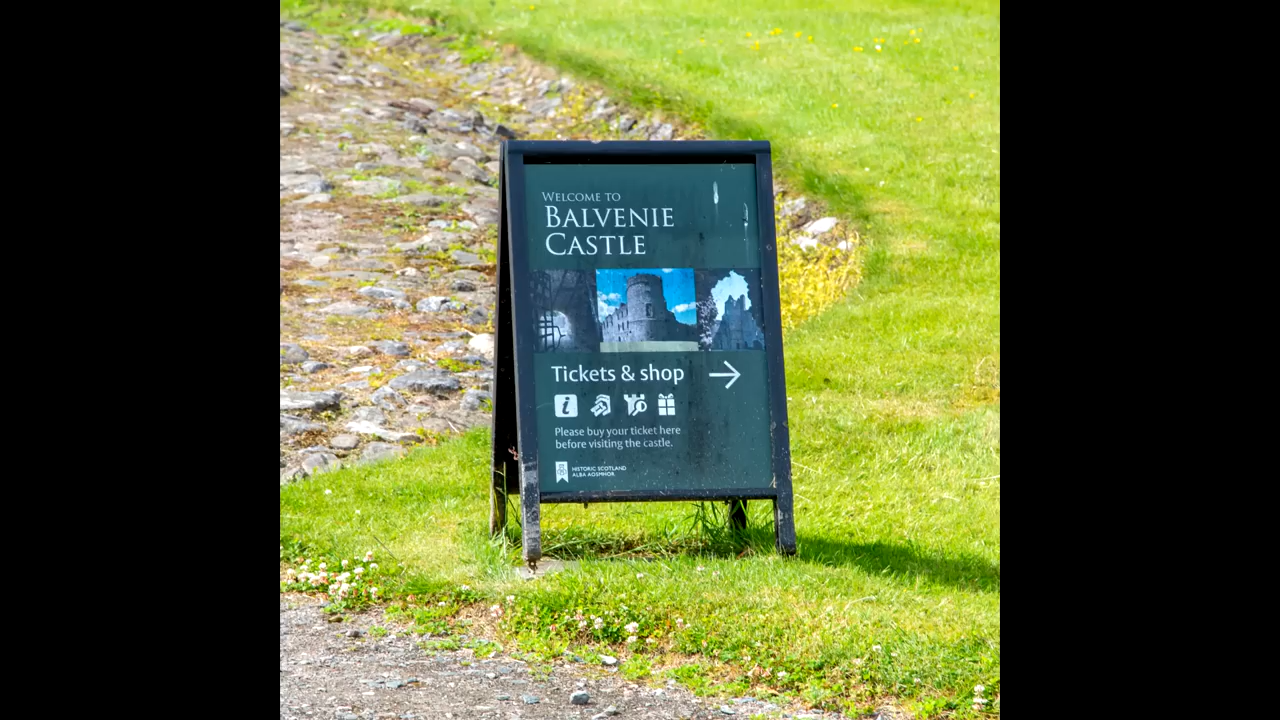 WELCOME TO
BALVENIE
CASTLE
Tickets & shop
i
Please buy your ticket here
before visiting the castle.
HISTORIC SCOTLAND
ALBA AOSMHOR